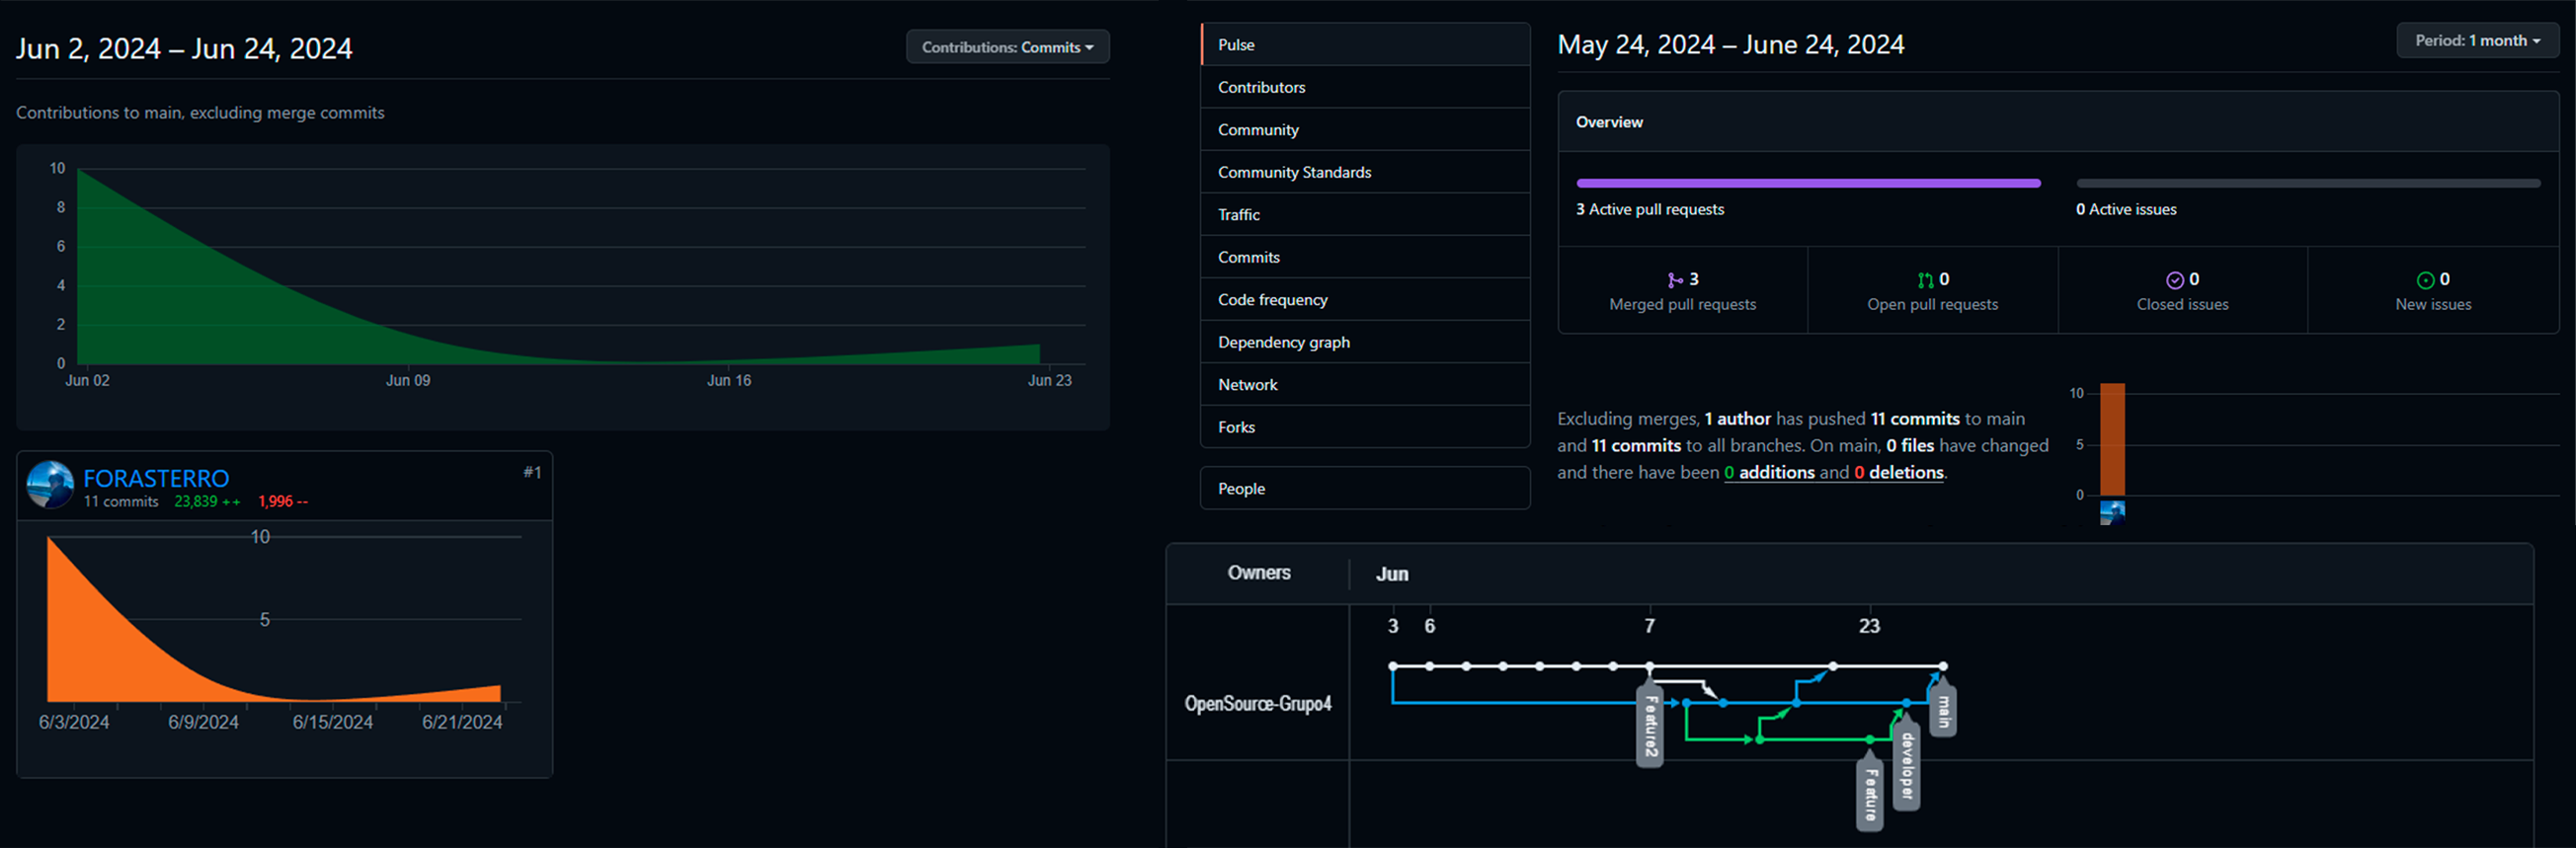 Jun 2, 2024 – Jun 24, 2024
Contributions: Commits
Contributions to main, excluding merge commits
10
8
6
4
2
0
Jun 02
Jun 09
Jun 16
Jun 23
FORASTERRO
#1
11 commits 23,839 ++ 1,996 --
10
5
6/3/2024
6/9/2024
6/15/2024
6/21/2024
Pulse
Contributors
Community
Community Standards
Traffic
Commits
Code frequency
Dependency graph
Network
Forks
People
May 24, 2024 – June 24, 2024
Period: 1 month
Overview
3 Active pull requests
0 Active issues
3
Merged pull requests
0
Open pull requests
0
Closed issues
0
New issues
Excluding merges, 1 author has pushed 11 commits to main
and 11 commits to all branches. On main, 0 files have changed
and there have been 0 additions and 0 deletions.
10
5
0
Owners
Jun
3
6
7
23
OpenSource-Grupo4
Feature2
main
developer
Feature